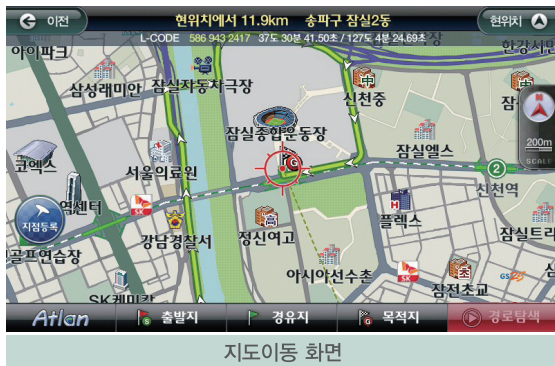 이전
현위치에서 11.9km 송파구 잠실2동
현위치
L-CODE 586 943 2417 37도 30분 41.50초 / 127도 4분 24.69초
아이파크
한강시민
삼성래미안
잠실자동차극장
신천중
잠
잠실종합운동장
N
200m
SCALE
코엑스
서울의료원
잠실엘스
2
신천역
역센터
SK
지점등록
강남경찰서
정신여고
H
플렉스
잠실트리
골프연습장
아시아선수촌
SK
잠전초교
GS
SK케미칼
Atlan
S 출발지
경유지
G 목적지
경로탐색
지도이동 화면